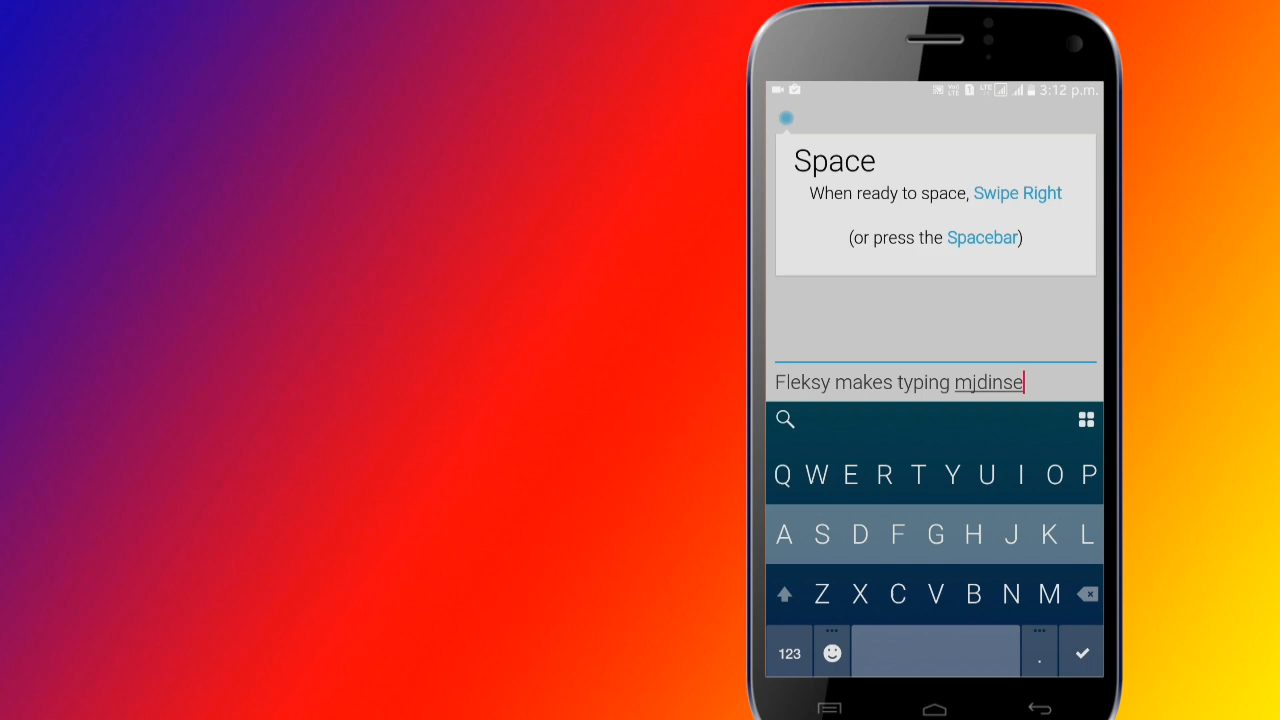 3:12 p.m.
Space
When ready to space, Swipe Right
(or press the Spacebar)
Fleksy makes typing mjdinse
Q W E R T Y U I O P
A S D F G H J K L
Z X C V B N M
123 .